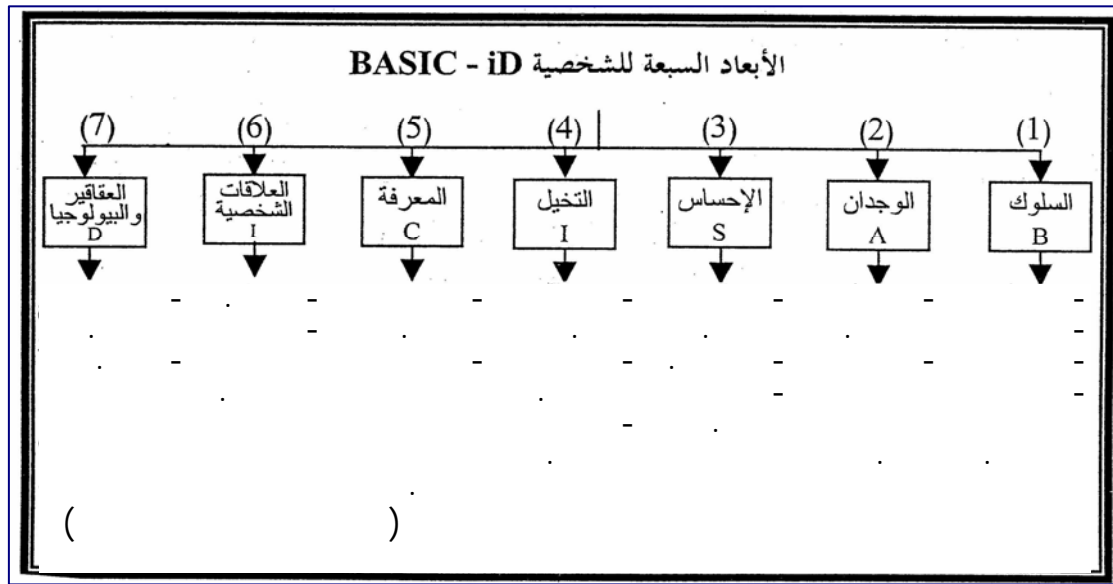 الأبعاد السبعة للشخصية BASIC - iD
(1) (2) (3) (4) (5) (6) (7)
السلوك
B
الوجدان
A
الإحساس
S
التخيل
I
المعرفة
C
العلاقات
الشخصية
I
العقاقير
والبيولوجيا
D
- - - - - . - . -
- . . . . - .
- - - . - - - .
- - . .
. -
. . .
.
( )